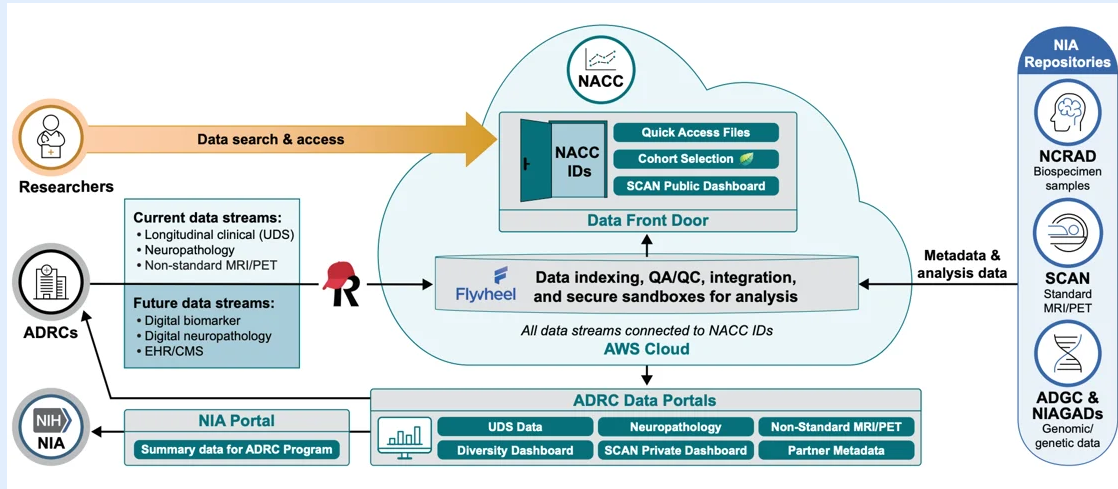 NACC
NIA
Repositories
Quick Access Files
NACC
IDs
Cohort Selection
SCAN Public Dashboard
Data Front Door
Data search & access
Researchers
NCRAD
Biospecimen
samples
Current data streams:
• Longitudinal clinical (UDS)
• Neuropathology
• Non-standard MRI/PET
Future data streams:
• Digital biomarker
• Digital neuropathology
• EHR/CMS
ADRCs
R
Flywheel
Data indexing, QA/QC, integration,
and secure sandboxes for analysis
All data streams connected to NACC IDs
AWS Cloud
Metadata &
analysis data
SCAN
Standard
MRI/PET
ADGC &
NIAGADs
Genomic/
genetic data
ADRC Data Portals
UDS Data
Neuropathology
Non-Standard MRI/PET
Diversity Dashboard
SCAN Private Dashboard
Partner Metadata
NIA Portal
Summary data for ADRC Program
NIH
NIA